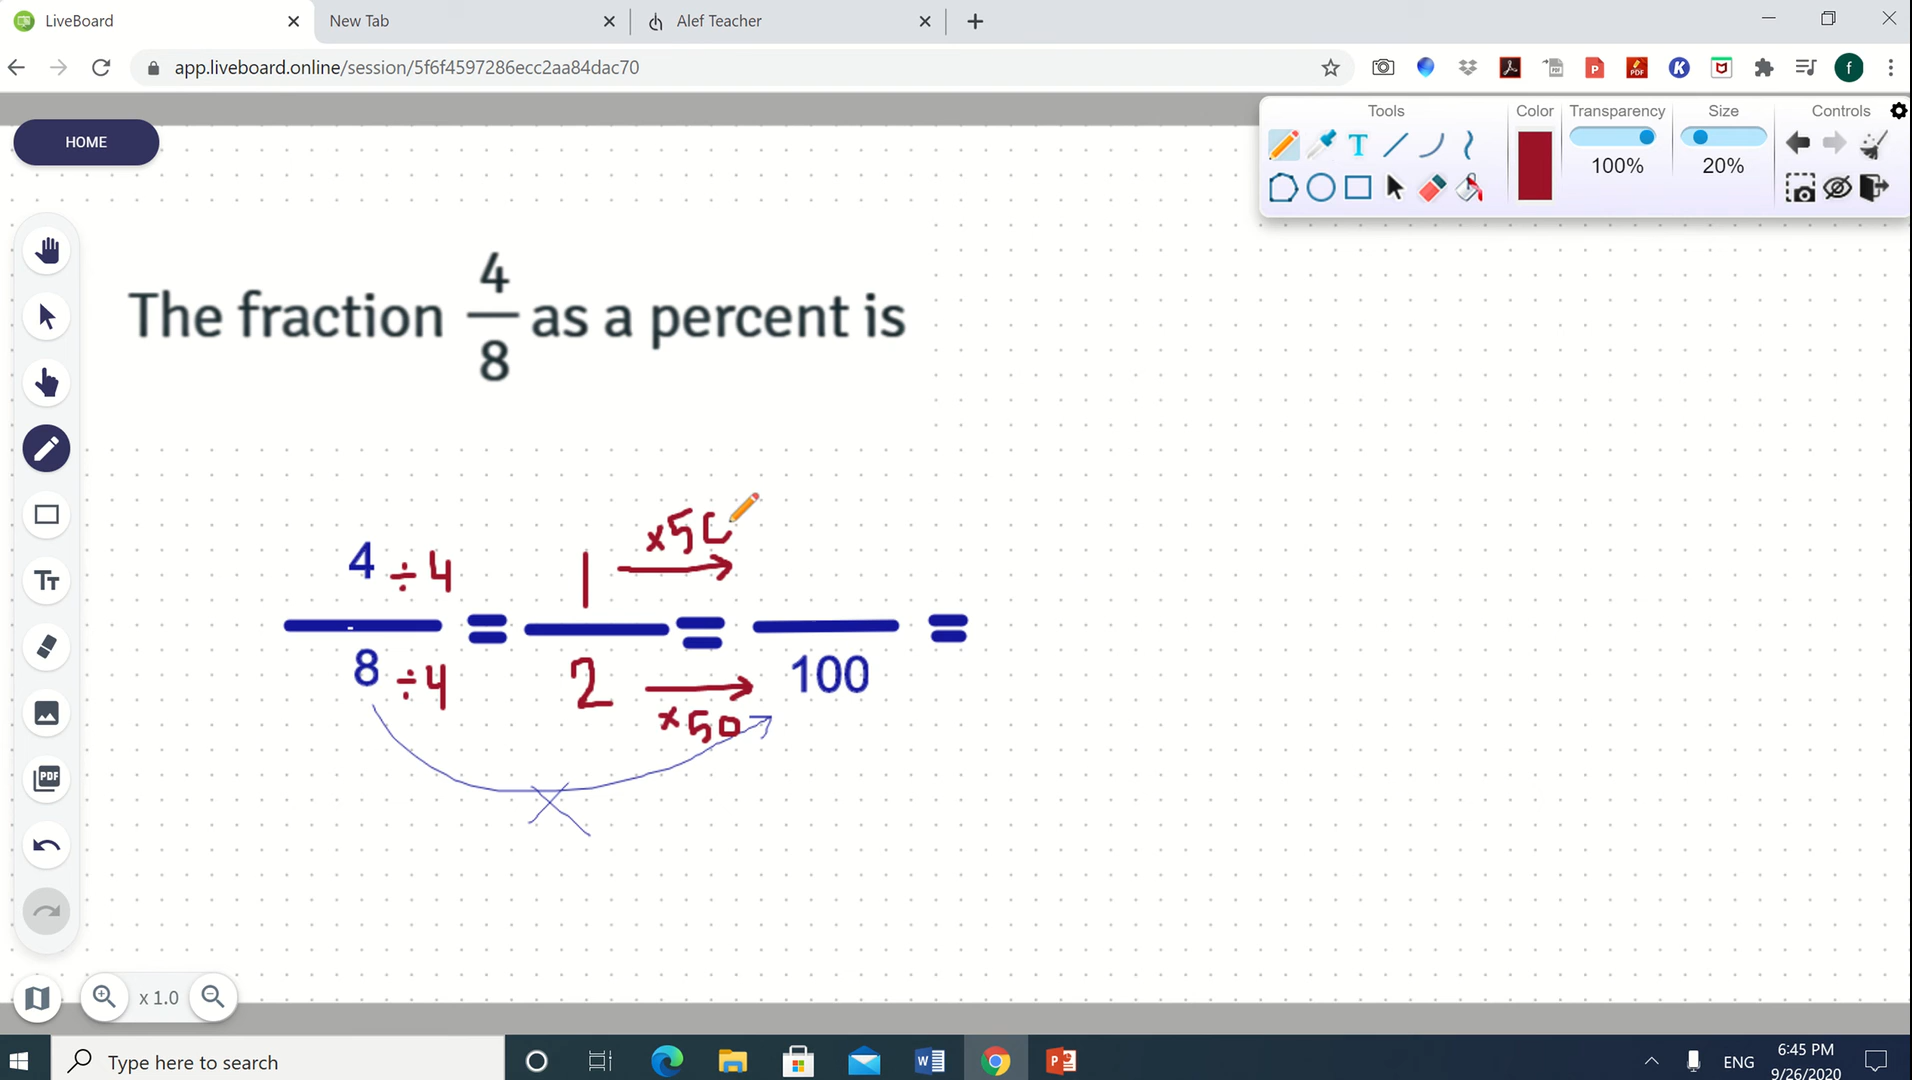 LiveBoard
New Tab
Alef Teacher
app.liveboard.online/session/5f6f4597286ecc2aa84dac70
HOME
Tools
Color
Transparency
Size
Controls
100%
20%
The fraction 4/8 as a percent is
×5
4 ÷4 1
= = =
8 ÷4 2 100
×50
x 1.0
Type here to search
ENG
6:45 PM
9/26/2020